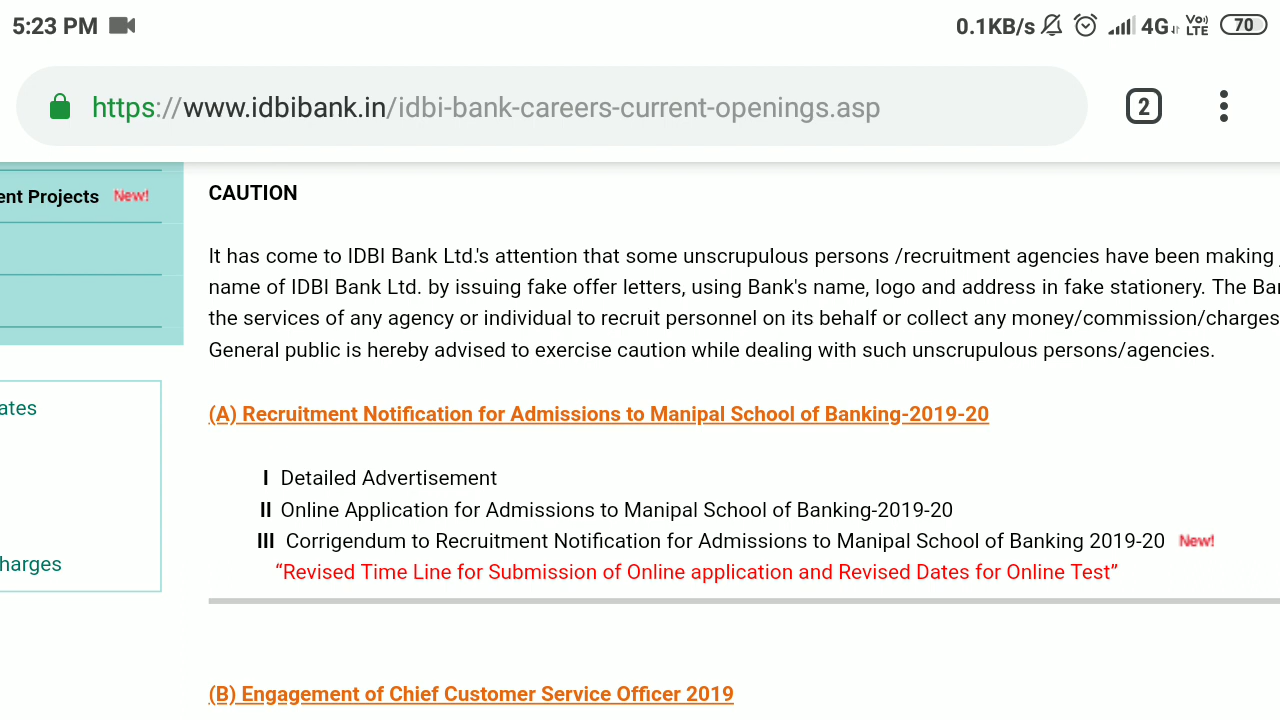 5:23 PM
0.1KB/s 4G Vo)) LTE 70
https://www.idbibank.in/idbi-bank-careers-current-openings.asp
2
ent Projects New!
CAUTION
It has come to IDBI Bank Ltd.'s attention that some unscrupulous persons /recruitment agencies have been making
name of IDBI Bank Ltd. by issuing fake offer letters, using Bank's name, logo and address in fake stationery. The Ba
the services of any agency or individual to recruit personnel on its behalf or collect any money/commission/charges
General public is hereby advised to exercise caution while dealing with such unscrupulous persons/agencies.
ates
(A) Recruitment Notification for Admissions to Manipal School of Banking-2019-20
I Detailed Advertisement
II Online Application for Admissions to Manipal School of Banking-2019-20
III Corrigendum to Recruitment Notification for Admissions to Manipal School of Banking 2019-20 New!
harges
“Revised Time Line for Submission of Online application and Revised Dates for Online Test”
(B) Engagement of Chief Customer Service Officer 2019